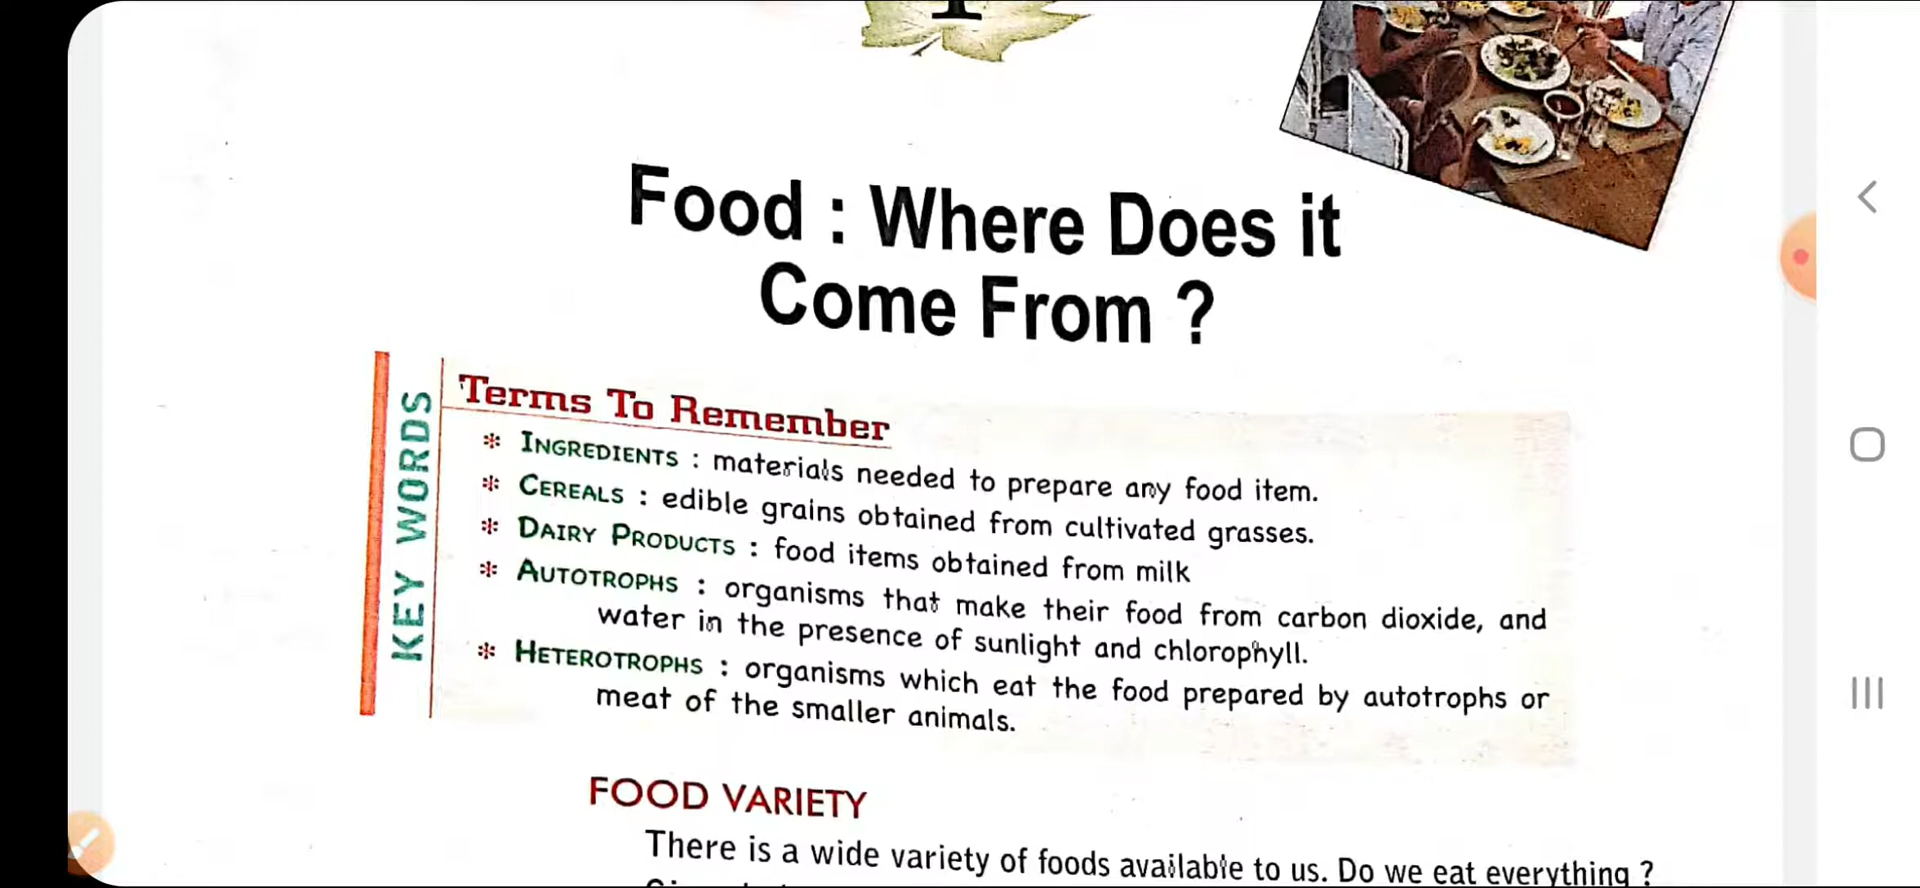 Food : Where Does it
Come From ?
KEY WORDS
Terms To Remember
* INGREDIENTS : materials needed to prepare any food item.
* CEREALS : edible grains obtained from cultivated grasses.
* DAIRY PRODUCTS : food items obtained from milk
* AUTOTROPHS : organisms that make their food from carbon dioxide, and
water in the presence of sunlight and chlorophyll.
* HETEROTROPHS : organisms which eat the food prepared by autotrophs or
meat of the smaller animals.
FOOD VARIETY
There is a wide variety of foods available to us. Do we eat everything ?